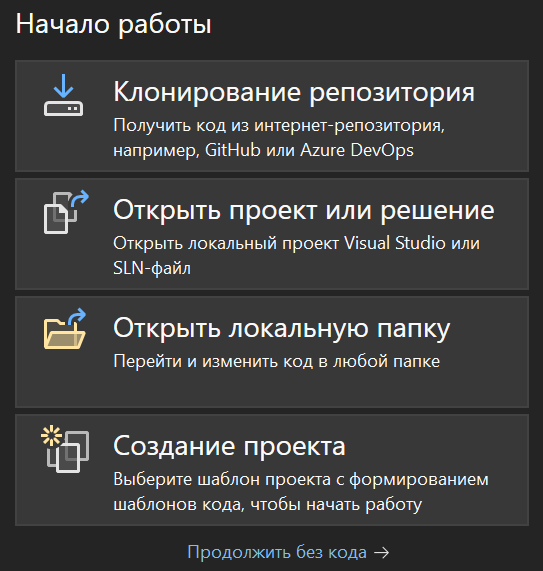 Начало работы
Клонирование репозитория
Получить код из интернет-репозитория,
например, GitHub или Azure DevOps
Открыть проект или решение
Открыть локальный проект Visual Studio или
SLN-файл
Открыть локальную папку
Перейти и изменить код в любой папке
Создание проекта
Выберите шаблон проекта с формированием
шаблонов кода, чтобы начать работу
Продолжить без кода →